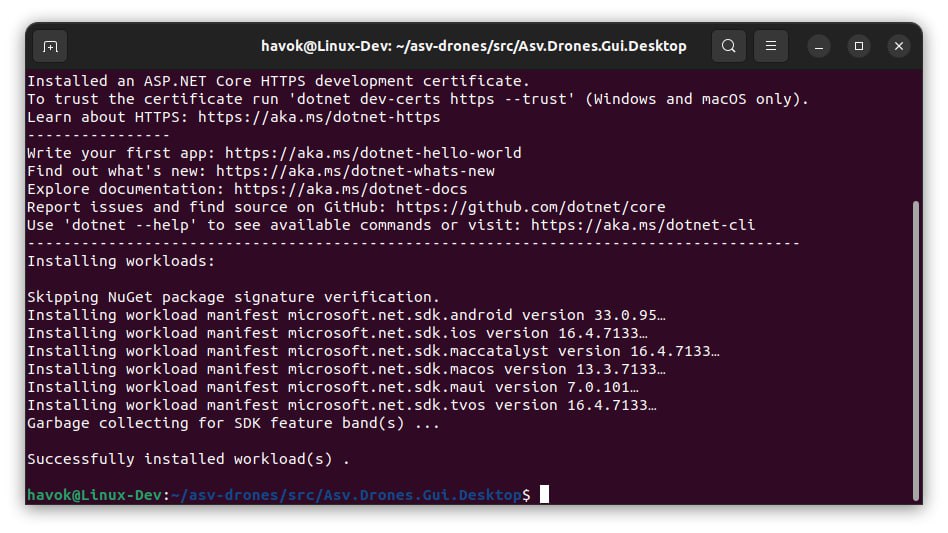 havok@Linux-Dev: ~/asv-drones/src/Asv.Drones.Gui.Desktop
Installed an ASP.NET Core HTTPS development certificate.
To trust the certificate run 'dotnet dev-certs https --trust' (Windows and macOS only).
Learn about HTTPS: https://aka.ms/dotnet-https
----------------
Write your first app: https://aka.ms/dotnet-hello-world
Find out what's new: https://aka.ms/dotnet-whats-new
Explore documentation: https://aka.ms/dotnet-docs
Report issues and find source on GitHub: https://github.com/dotnet/core
Use 'dotnet --help' to see available commands or visit: https://aka.ms/dotnet-cli
--------------------------------------------------------------------------------------
Installing workloads:
Skipping NuGet package signature verification.
Installing workload manifest microsoft.net.sdk.android version 33.0.95…
Installing workload manifest microsoft.net.sdk.ios version 16.4.7133…
Installing workload manifest microsoft.net.sdk.maccatalyst version 16.4.7133…
Installing workload manifest microsoft.net.sdk.macos version 13.3.7133…
Installing workload manifest microsoft.net.sdk.maui version 7.0.101…
Installing workload manifest microsoft.net.sdk.tvos version 16.4.7133…
Garbage collecting for SDK feature band(s) ...
Successfully installed workload(s) .
havok@Linux-Dev:~/asv-drones/src/Asv.Drones.Gui.Desktop$